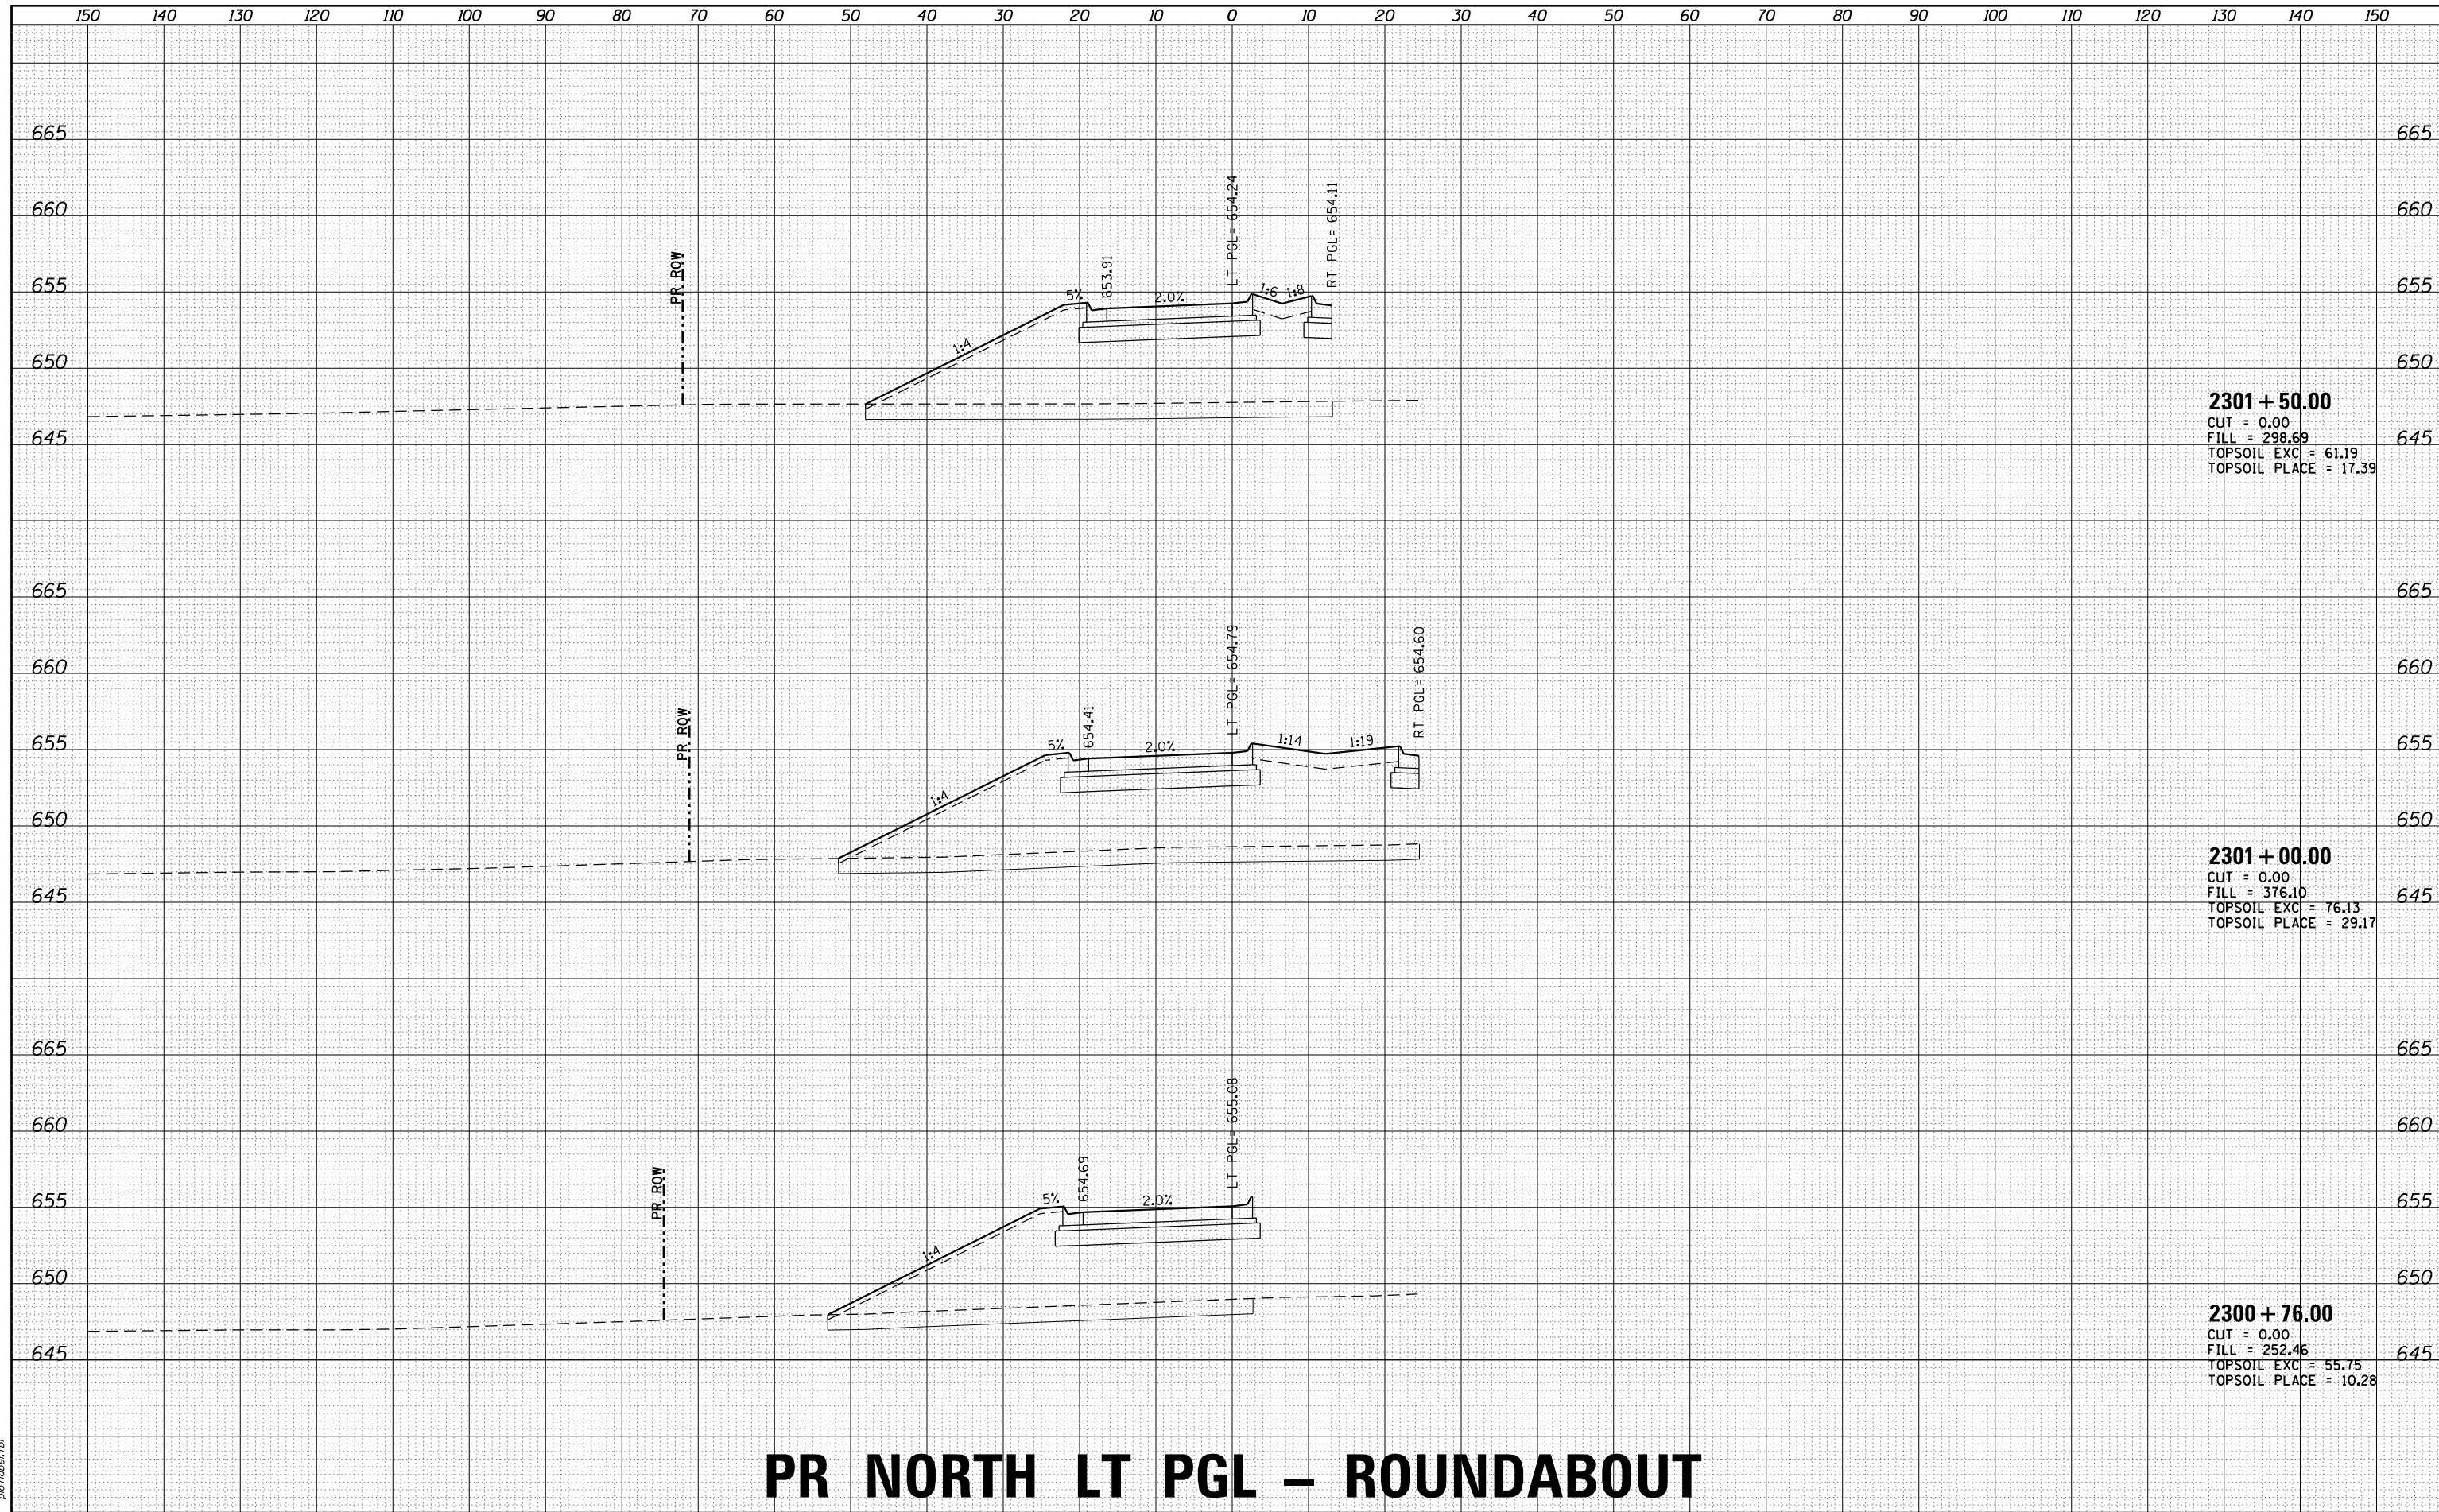 150 140 130 120 110 100 90 80 70 60 50 40 30 20 10 0 10 20 30 40 50 60 70 80 90 100 110 120 130 140 150
665 665
660 660
655 655
650 650
645 645
PR ROW
1:4
5%
653.91
2.0%
LT PGL= 654.24
1:6
1:8
RT PGL= 654.11
2301+50.00
CUT = 0.00
FILL = 298.69
TOPSOIL EXC = 61.19
TOPSOIL PLACE = 17.39
665 665
660 660
655 655
650 650
645 645
PR ROW
1:4
5%
654.41
2.0%
LT PGL= 654.79
1:14
1:19
RT PGL= 654.60
2301+00.00
CUT = 0.00
FILL = 376.10
TOPSOIL EXC = 76.13
TOPSOIL PLACE = 29.17
665 665
660 660
655 655
650 650
645 645
PR ROW
1:4
5%
654.69
2.0%
LT PGL= 655.08
2300+76.00
CUT = 0.00
FILL = 252.46
TOPSOIL EXC = 55.75
TOPSOIL PLACE = 10.28
PR NORTH LT PGL – ROUNDABOUT